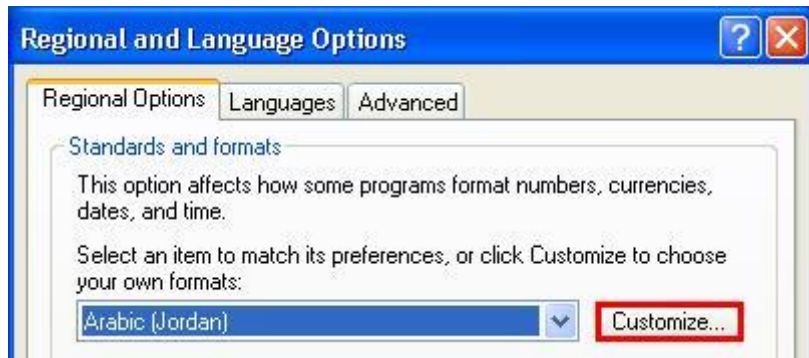 Regional and Language Options
?
Regional Options Languages Advanced
Standards and formats
This option affects how some programs format numbers, currencies,
dates, and time.
Select an item to match its preferences, or click Customize to choose
your own formats:
Arabic (Jordan) Customize...